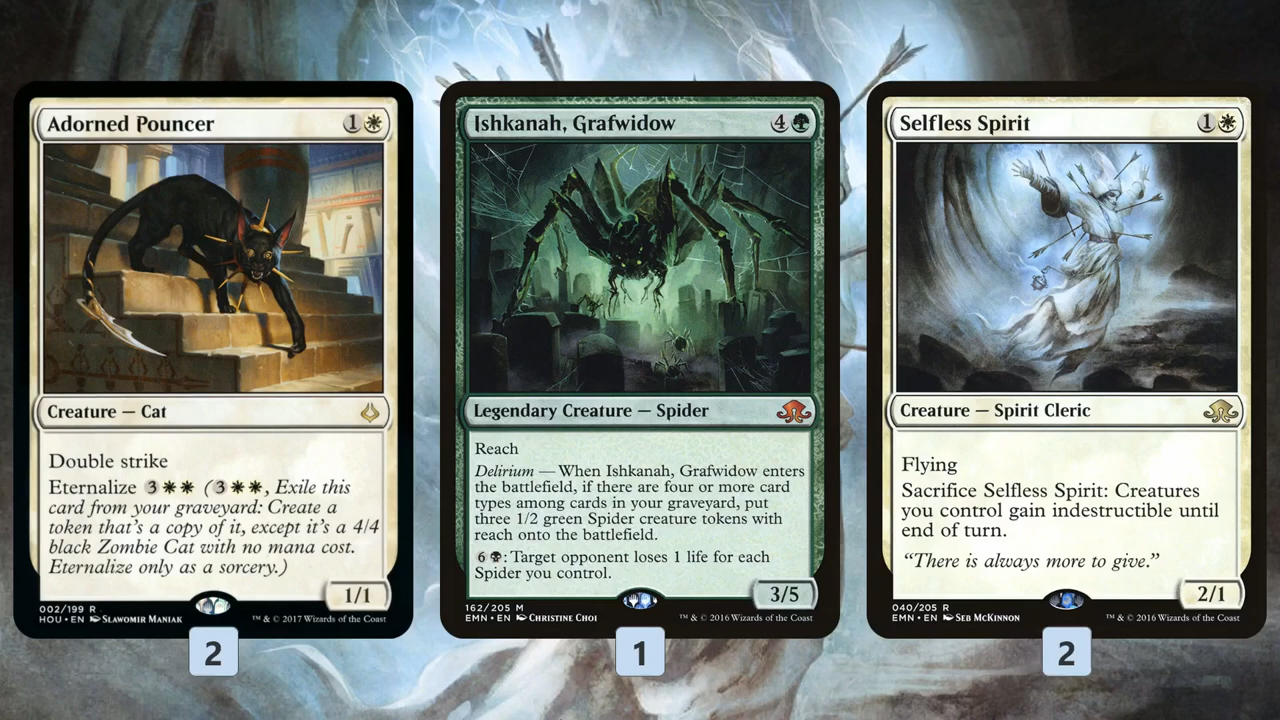 Adorned Pouncer 1
Creature — Cat
Double strike
Eternalize 3 (3, Exile this
card from your graveyard: Create a
token that's a copy of it, except it's a 4/4
black Zombie Cat with no mana cost.
Eternalize only as a sorcery.)
1/1
002/199 R
HOU • EN Slawomir Maniak ™ & © 2017 Wizards of the Coast
2
Ishkanah, Grafwidow 4
Legendary Creature — Spider
Reach
Delirium — When Ishkanah, Grafwidow enters
the battlefield, if there are four or more card
types among cards in your graveyard, put
three 1/2 green Spider creature tokens with
reach onto the battlefield.
6: Target opponent loses 1 life for each
Spider you control.
3/5
162/205 M
EMN • EN Christine Choi ™ & © 2016 Wizards of the Coast
1
Selfless Spirit 1
Creature — Spirit Cleric
Flying
Sacrifice Selfless Spirit: Creatures
you control gain indestructible until
end of turn.
"There is always more to give."
2/1
040/205 R
EMN • EN Seb McKinnon ™ & © 2016 Wizards of the Coast
2